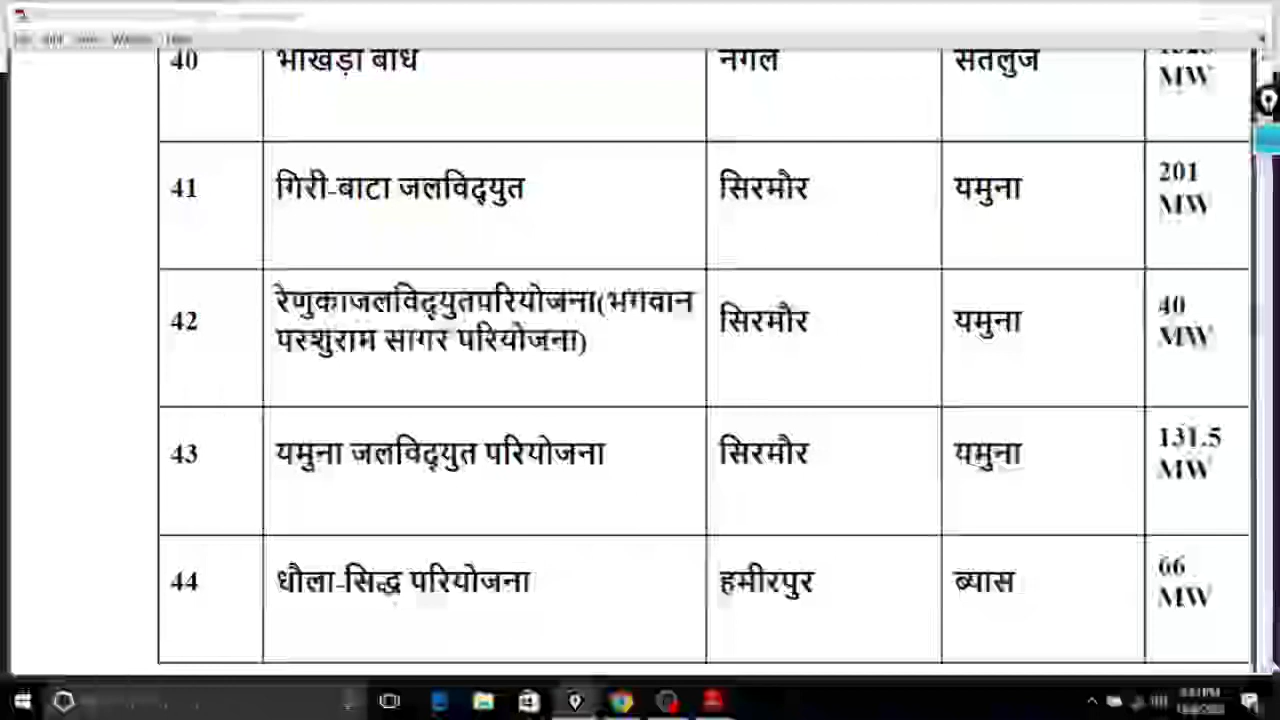 40 भाखड़ा बांध नंगल सतलुज MW
41 गिरी-बाटा जलविद्युत सिरमौर यमुना 201 MW
42 रेणुकाजलविद्युतपरियोजना(भगवान
परशुराम सागर परियोजना) सिरमौर यमुना 40 MW
43 यमुना जलविद्युत परियोजना सिरमौर यमुना 131.5 MW
44 धौला-सिद्ध परियोजना हमीरपुर ब्यास 66 MW